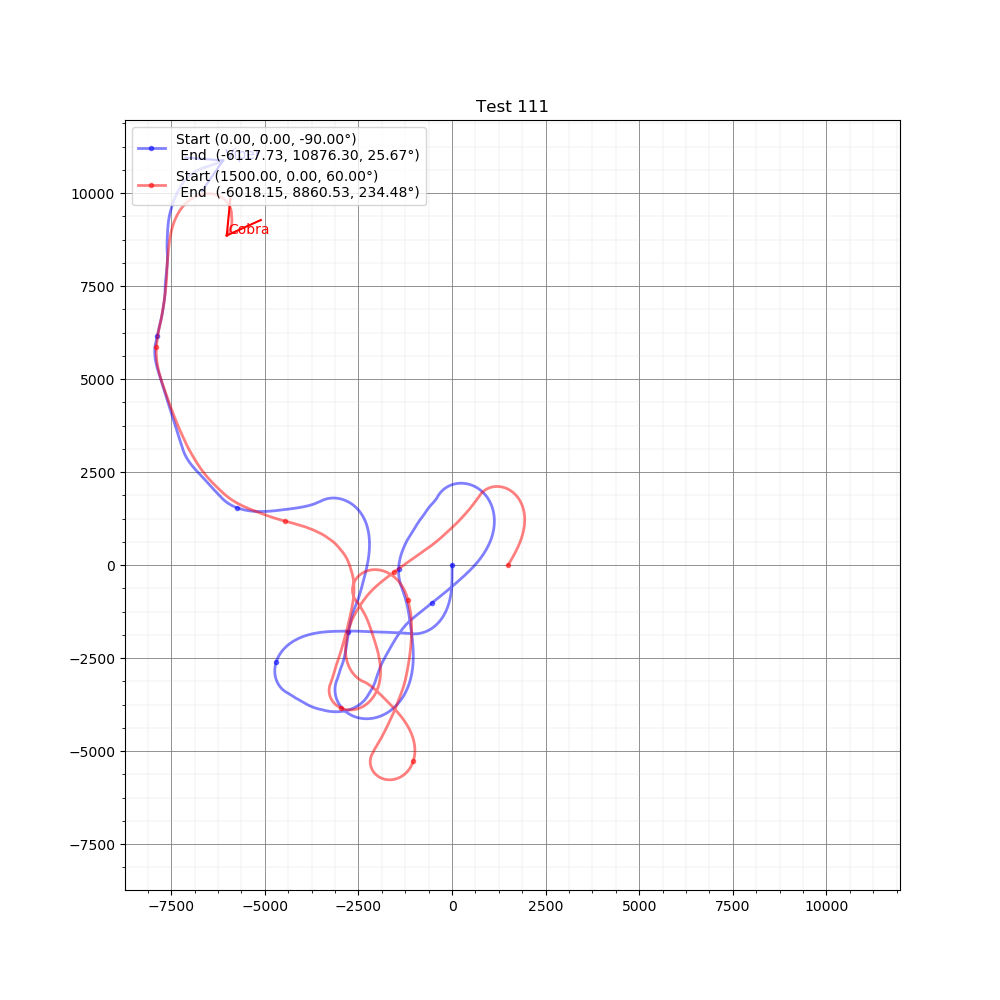 Test 111
Start (0.00, 0.00, -90.00°)
End (-6117.73, 10876.30, 25.67°)
Start (1500.00, 0.00, 60.00°)
End (-6018.15, 8860.53, 234.48°)
Cobra
10000
7500
5000
2500
0
−2500
−5000
−7500
−7500 −5000 −2500 0 2500 5000 7500 10000